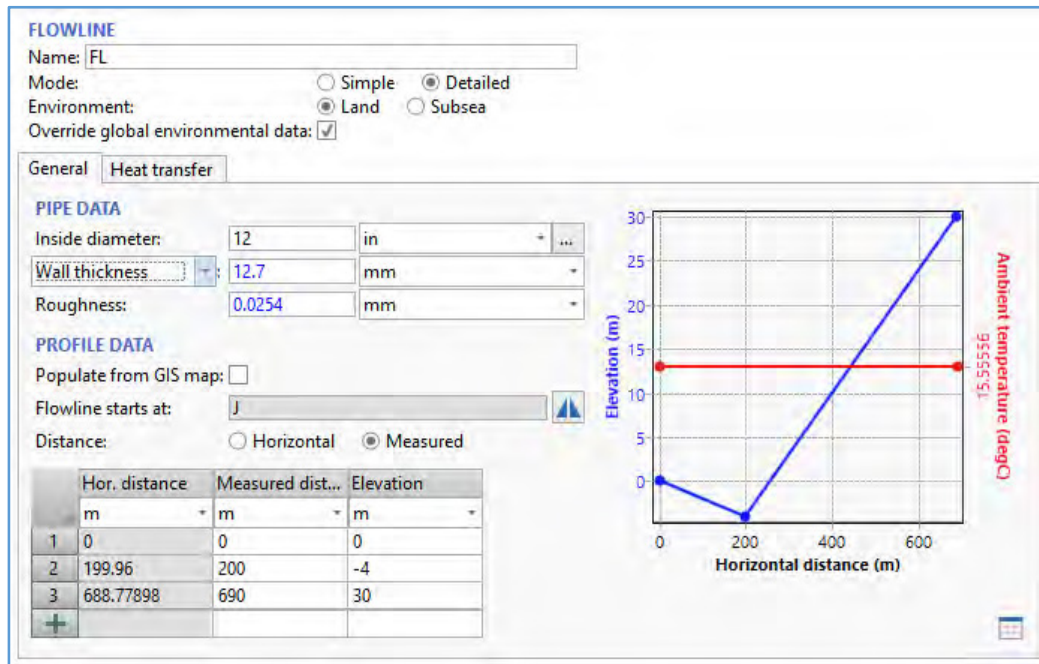 FLOWLINE
Name: FL
Mode: Simple Detailed
Environment: Land Subsea
Override global environmental data:
General Heat transfer
PIPE DATA
Inside diameter: 12 in ...
Wall thickness : 12.7 mm
Roughness: 0.0254 mm
PROFILE DATA
Populate from GIS map:
Flowline starts at: J
Distance: Horizontal Measured
Hor. distance Measured dist... Elevation
m m m
1 0 0 0
2 199.96 200 -4
3 688.77898 690 30
+
Elevation (m)
30
25
20
15
10
5
0
0 200 400 600
Horizontal distance (m)
15.55556
Ambient temperature (degC)